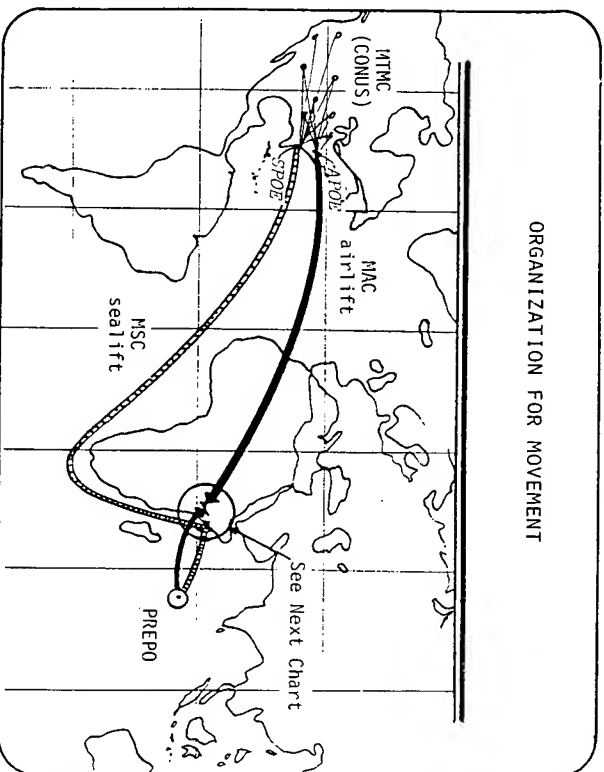 ORGANIZATION FOR MOVEMENT
MTMC
(CONUS)
APOE
SPOE
MAC
airlift
MSC
sealift
See Next Chart
PREPO